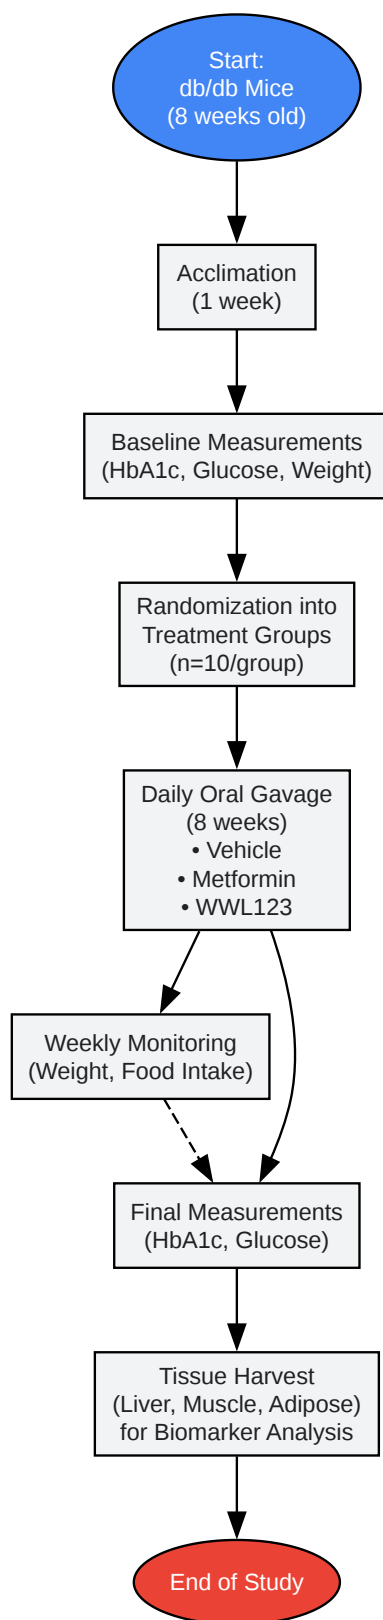 Start:
db/db Mice
(8 weeks old)
Acclimation
(1 week)
Baseline Measurements
(HbA1c, Glucose, Weight)
Randomization into
Treatment Groups
(n=10/group)
Daily Oral Gavage
(8 weeks)
• Vehicle
• Metformin
• WWL123
Weekly Monitoring
(Weight, Food Intake)
Final Measurements
(HbA1c, Glucose)
Tissue Harvest
(Liver, Muscle, Adipose)
for Biomarker Analysis
End of Study